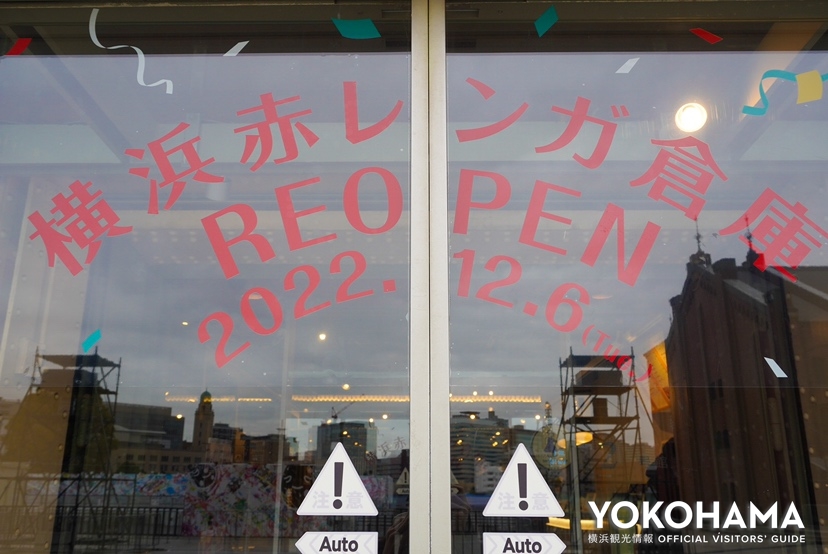 横浜赤レンガ倉庫
REOPEN
2022.12.6(Tue.)
注意
注意
Auto
Auto
YOKOHAMA
横浜観光情報 OFFICIAL VISITORS' GUIDE